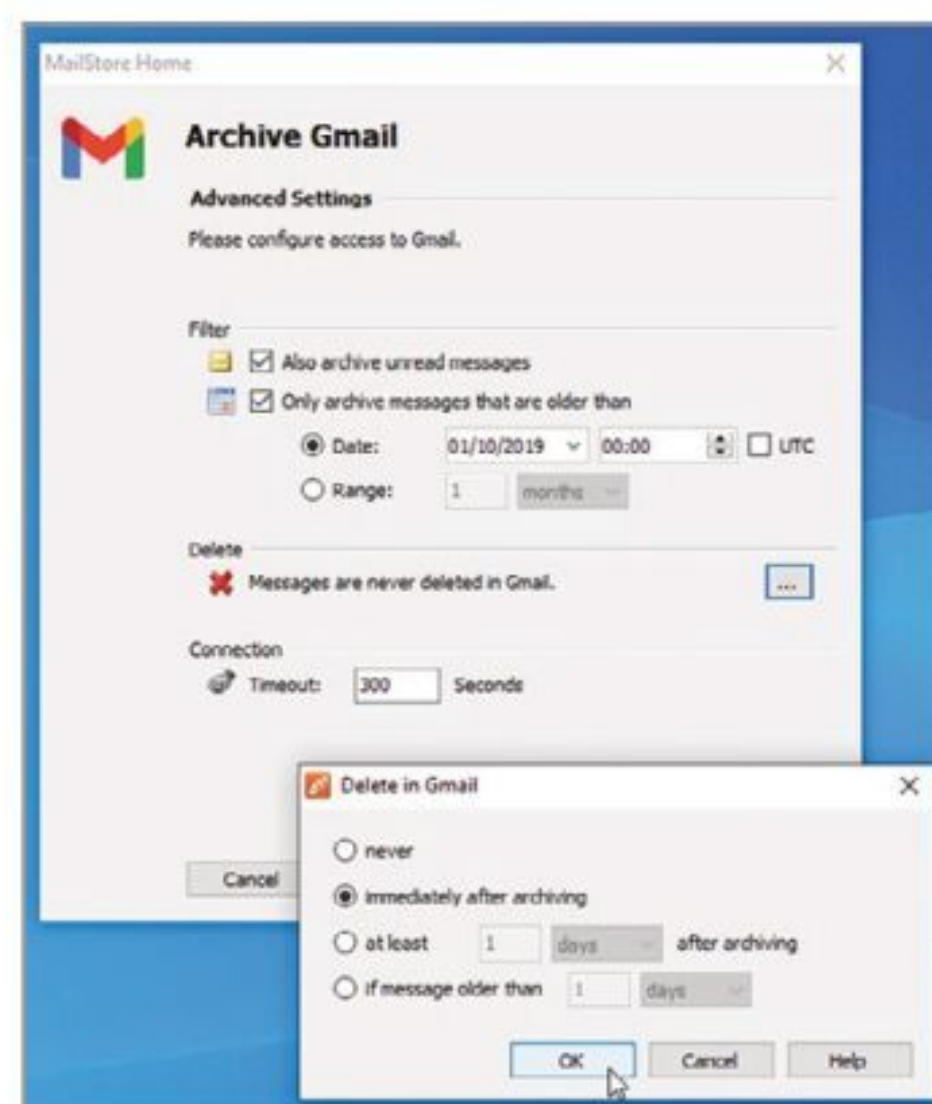 MailStore Home
Archive Gmail
Advanced Settings
Please configure access to Gmail.
Filter
Also archive unread messages
Only archive messages that are older than
Date: 01/10/2019 00:00 UTC
Range: 1 months
Delete
Messages are never deleted in Gmail. ...
Connection
Timeout: 300 Seconds
Cancel
Delete in Gmail
never
immediately after archiving
at least 1 days after archiving
if message older than 1 days
OK Cancel Help